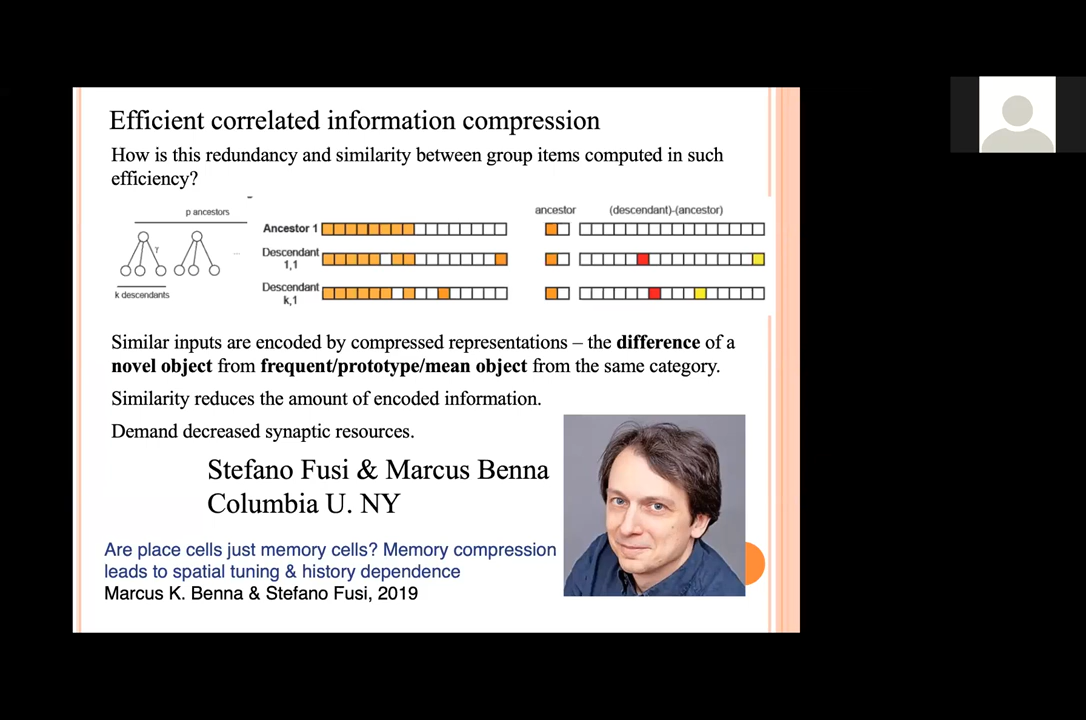 Efficient correlated information compression
How is this redundancy and similarity between group items computed in such
efficiency?
p ancestors
γ
k descendants
Ancestor 1
Descendant
1,1
Descendant
k,1
ancestor
(descendant)-(ancestor)
Similar inputs are encoded by compressed representations – the difference of a
novel object from frequent/prototype/mean object from the same category.
Similarity reduces the amount of encoded information.
Demand decreased synaptic resources.
Stefano Fusi & Marcus Benna
Columbia U. NY
Are place cells just memory cells? Memory compression
leads to spatial tuning & history dependence
Marcus K. Benna & Stefano Fusi, 2019